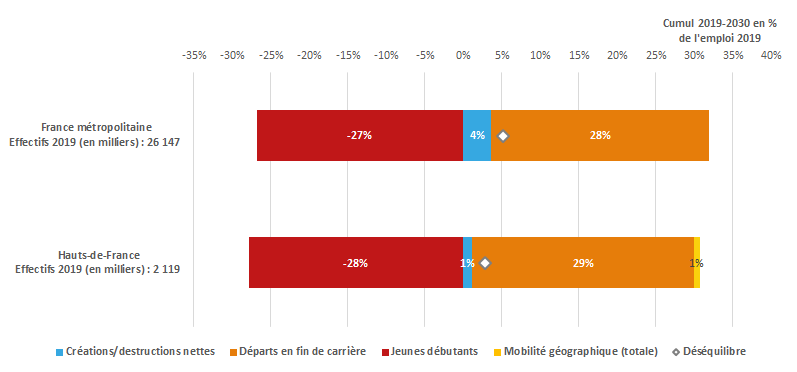 Cumul 2019-2030 en %
de l'emploi 2019
-35% -30% -25% -20% -15% -10% -5% 0% 5% 10% 15% 20% 25% 30% 35% 40%
France métropolitaine
Effectifs 2019 (en milliers) : 26 147
-27% 4% 28%
Hauts-de-France
Effectifs 2019 (en milliers) : 2 119
-28% 1% 29% 1%
Créations/destructions nettes Départs en fin de carrière Jeunes débutants Mobilité géographique (totale) Déséquilibre